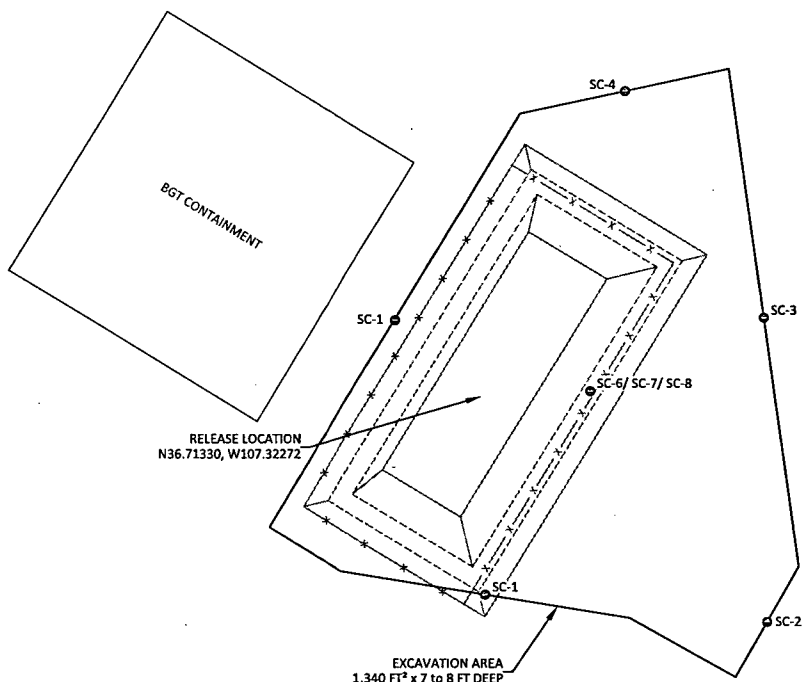 SC-4
BGT CONTAINMENT
SC-1
SC-3
SC-6/ SC-7/ SC-8
RELEASE LOCATION
N36.71330, W107.32272
SC-1
SC-2
EXCAVATION AREA
1,340 FT² x 7 to 8 FT DEEP